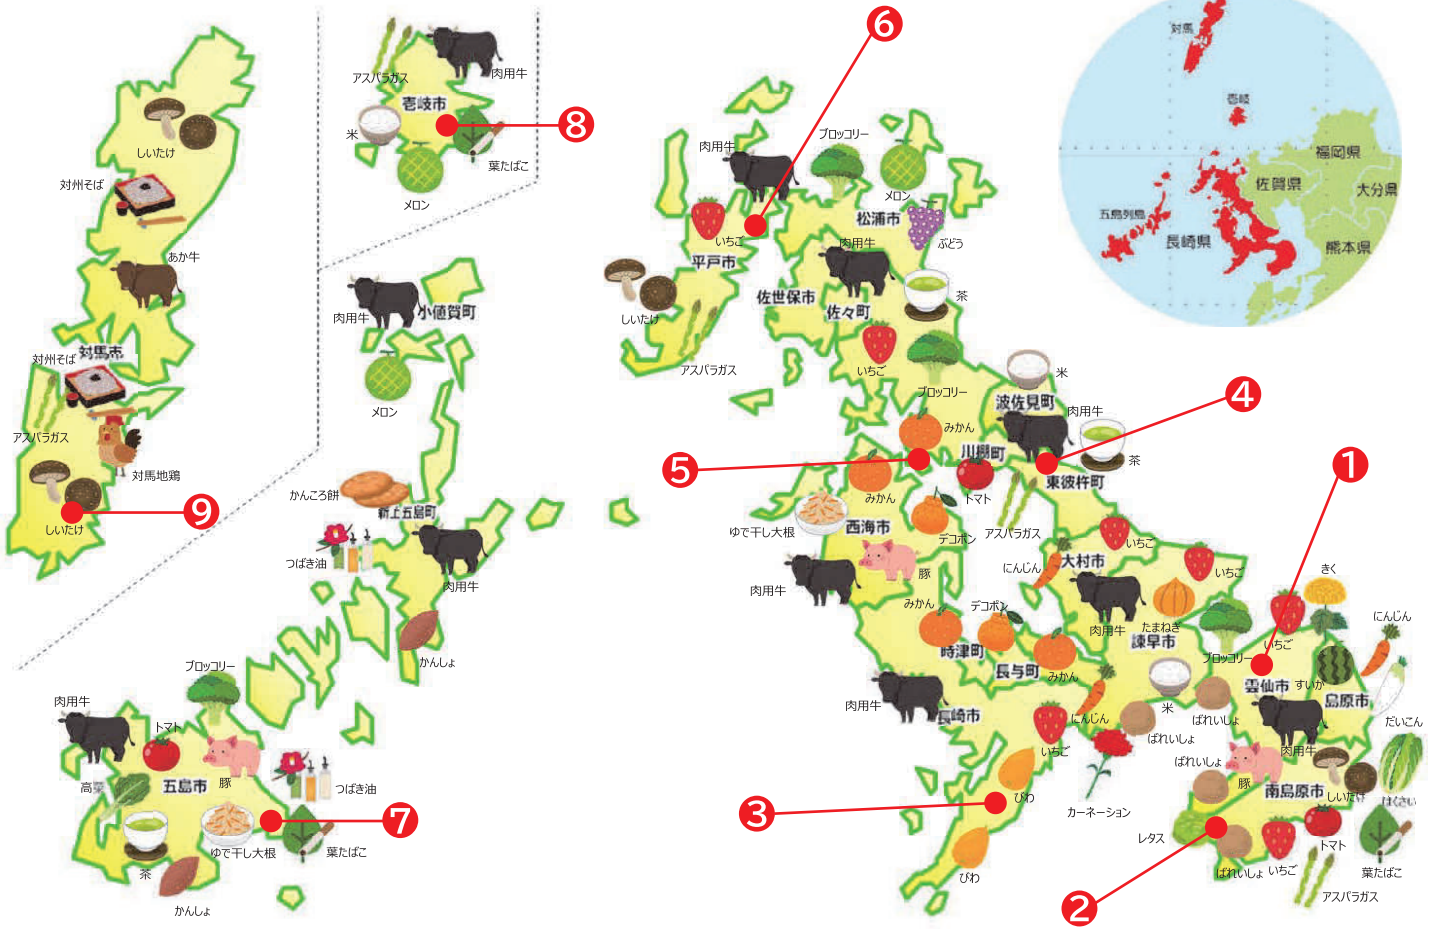 しいたけ
対州そば
あか牛
対馬市
対州そば
アスパラガス
対馬地鶏
しいたけ
9
アスパラガス
肉用牛
壱岐市
米
8
葉たばこ
メロン
肉用牛
小値賀町
メロン
かんころ餅
新上五島町
つばき油
肉用牛
かんしょ
ブロッコリー
肉用牛
トマト
高菜
五島市
豚
つばき油
7
ゆで干し大根
葉たばこ
茶
かんしょ
6
肉用牛
ブロッコリー
メロン
松浦市
いちご
肉用牛
ぶどう
平戸市
佐世保市
佐々町
茶
しいたけ
アスパラガス
いちご
ブロッコリー
米
波佐見町
肉用牛
4
みかん
川棚町
茶
5
東彼杵町
みかん
トマト
アスパラガス
ゆで干し大根
西海市
デコポン
肉用牛
豚
いちご
にんじん
大村市
いちご
1
みかん
デコポン
肉用牛
たまねぎ
きく
にんじん
時津町
諫早市
ブロッコリー
いちご
長与町
みかん
雲仙市
すいか
島原市
肉用牛
長崎市
にんじん
米
ばれいしょ
ばれいしょ
だいこん
いちご
肉用牛
ばれいしょ
豚
びわ
カーネーション
南島原市
しいたけ
はくさい
3
レタス
ばれいしょ
いちご
トマト
葉たばこ
びわ
アスパラガス
2
対馬
壱岐
福岡県
佐賀県
大分県
五島列島
長崎県
熊本県